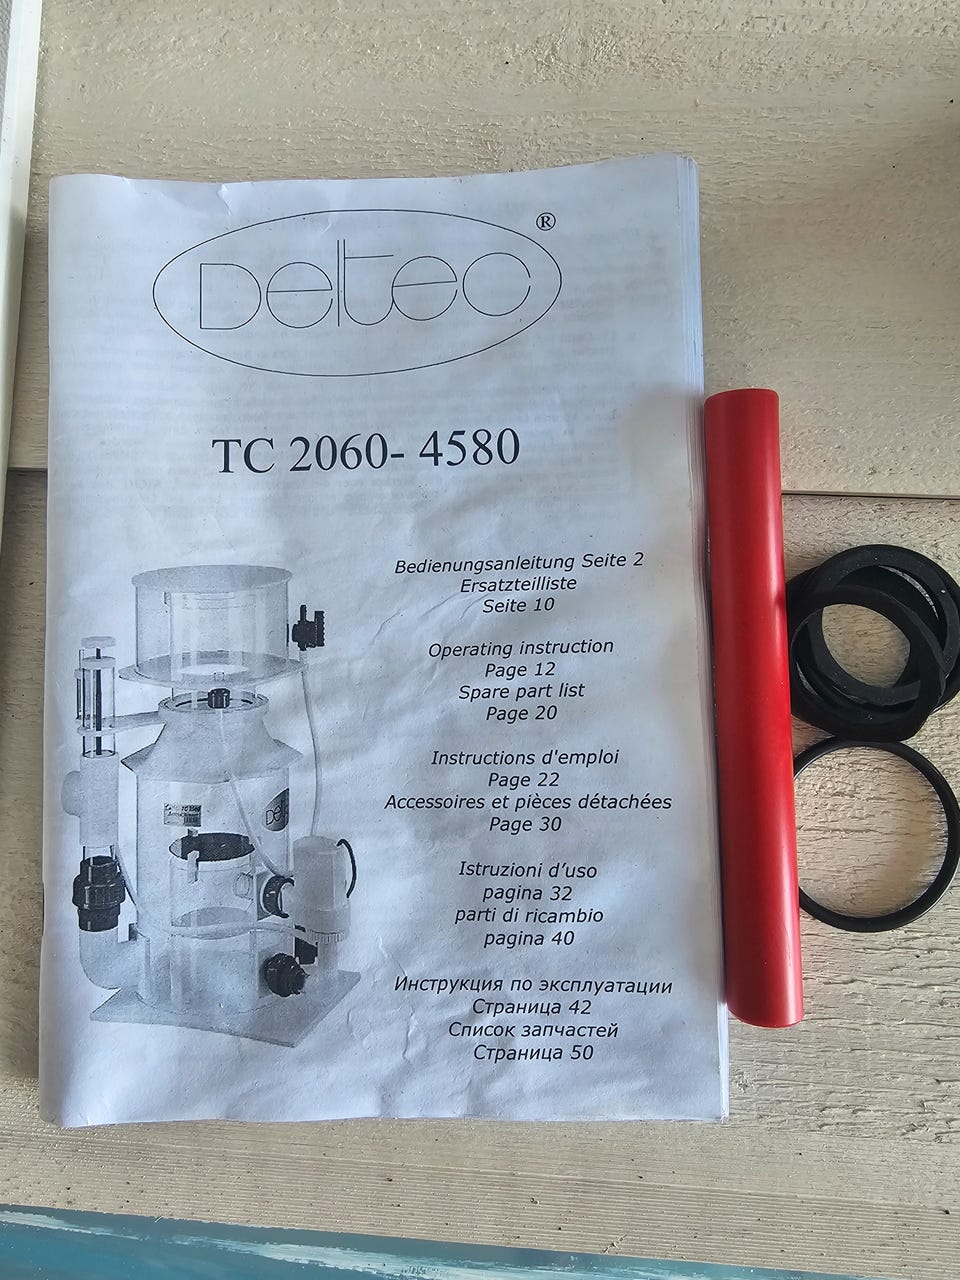 Deltec ®
TC 2060- 4580
Bedienungsanleitung Seite 2
Ersatzteilliste
Seite 10
Operating instruction
Page 12
Spare part list
Page 20
Instructions d'emploi
Page 22
Accessoires et pièces détachées
Page 30
Istruzioni d’uso
pagina 32
parti di ricambio
pagina 40
Инструкция по эксплуатации
Страница 42
Список запчастей
Страница 50